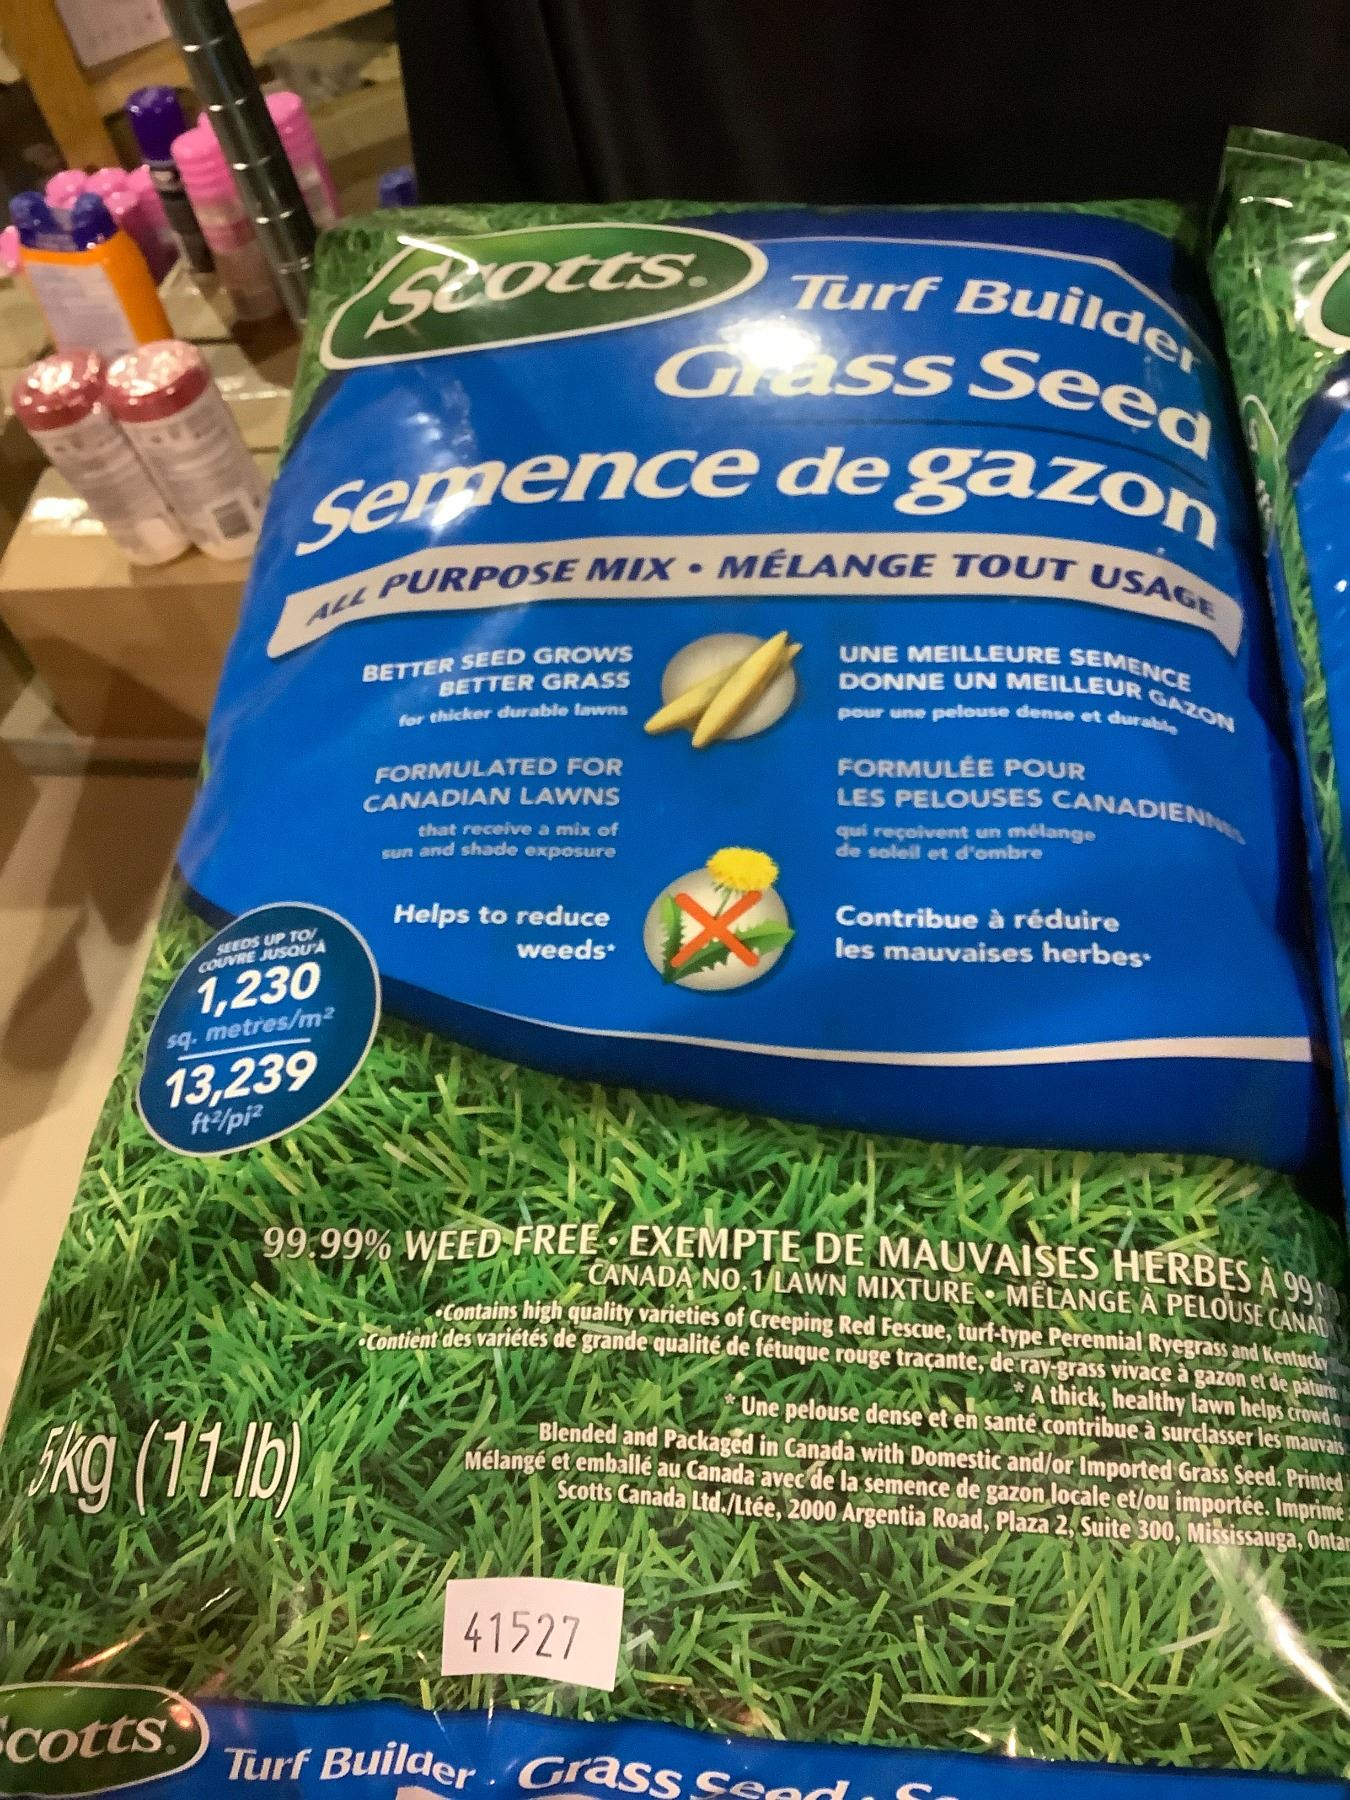 Scotts
Turf Builder
Grass Seed
Semence de gazon
ALL PURPOSE MIX • MÉLANGE TOUT USAGE
BETTER SEED GROWS
BETTER GRASS
for thicker durable lawns
UNE MEILLEURE SEMENCE
DONNE UN MEILLEUR GAZON
pour une pelouse dense et durable
FORMULATED FOR
CANADIAN LAWNS
that receive a mix of
sun and shade exposure
FORMULÉE POUR
LES PELOUSES CANADIENNES
qui reçoivent un mélange
de soleil et d'ombre
Helps to reduce
weeds*
Contribue à réduire
les mauvaises herbes*
SEEDS UP TO/
COUVRE JUSQU'À
1,230
sq. metres/m²
13,239
ft²/pi²
99.99% WEED FREE • EXEMPTE DE MAUVAISES HERBES À 99,99
CANADA NO.1 LAWN MIXTURE • MÉLANGE À PELOUSE CANAD
•Contains high quality varieties of Creeping Red Fescue, turf-type Perennial Ryegrass and Kentucky
•Contient des variétés de grande qualité de fétuque rouge traçante, de ray-grass vivace à gazon et de pâturin
* A thick, healthy lawn helps crowd
* Une pelouse dense et en santé contribue à surclasser les mauvais
Blended and Packaged in Canada with Domestic and/or Imported Grass Seed. Printed
Mélangé et emballé au Canada avec de la semence de gazon locale et/ou importée. Imprimé
Scotts Canada Ltd./Ltée, 2000 Argentia Road, Plaza 2, Suite 300, Mississauga, Ontar
5kg (11 lb)
41527
Scotts
Turf Builder Grass Seed